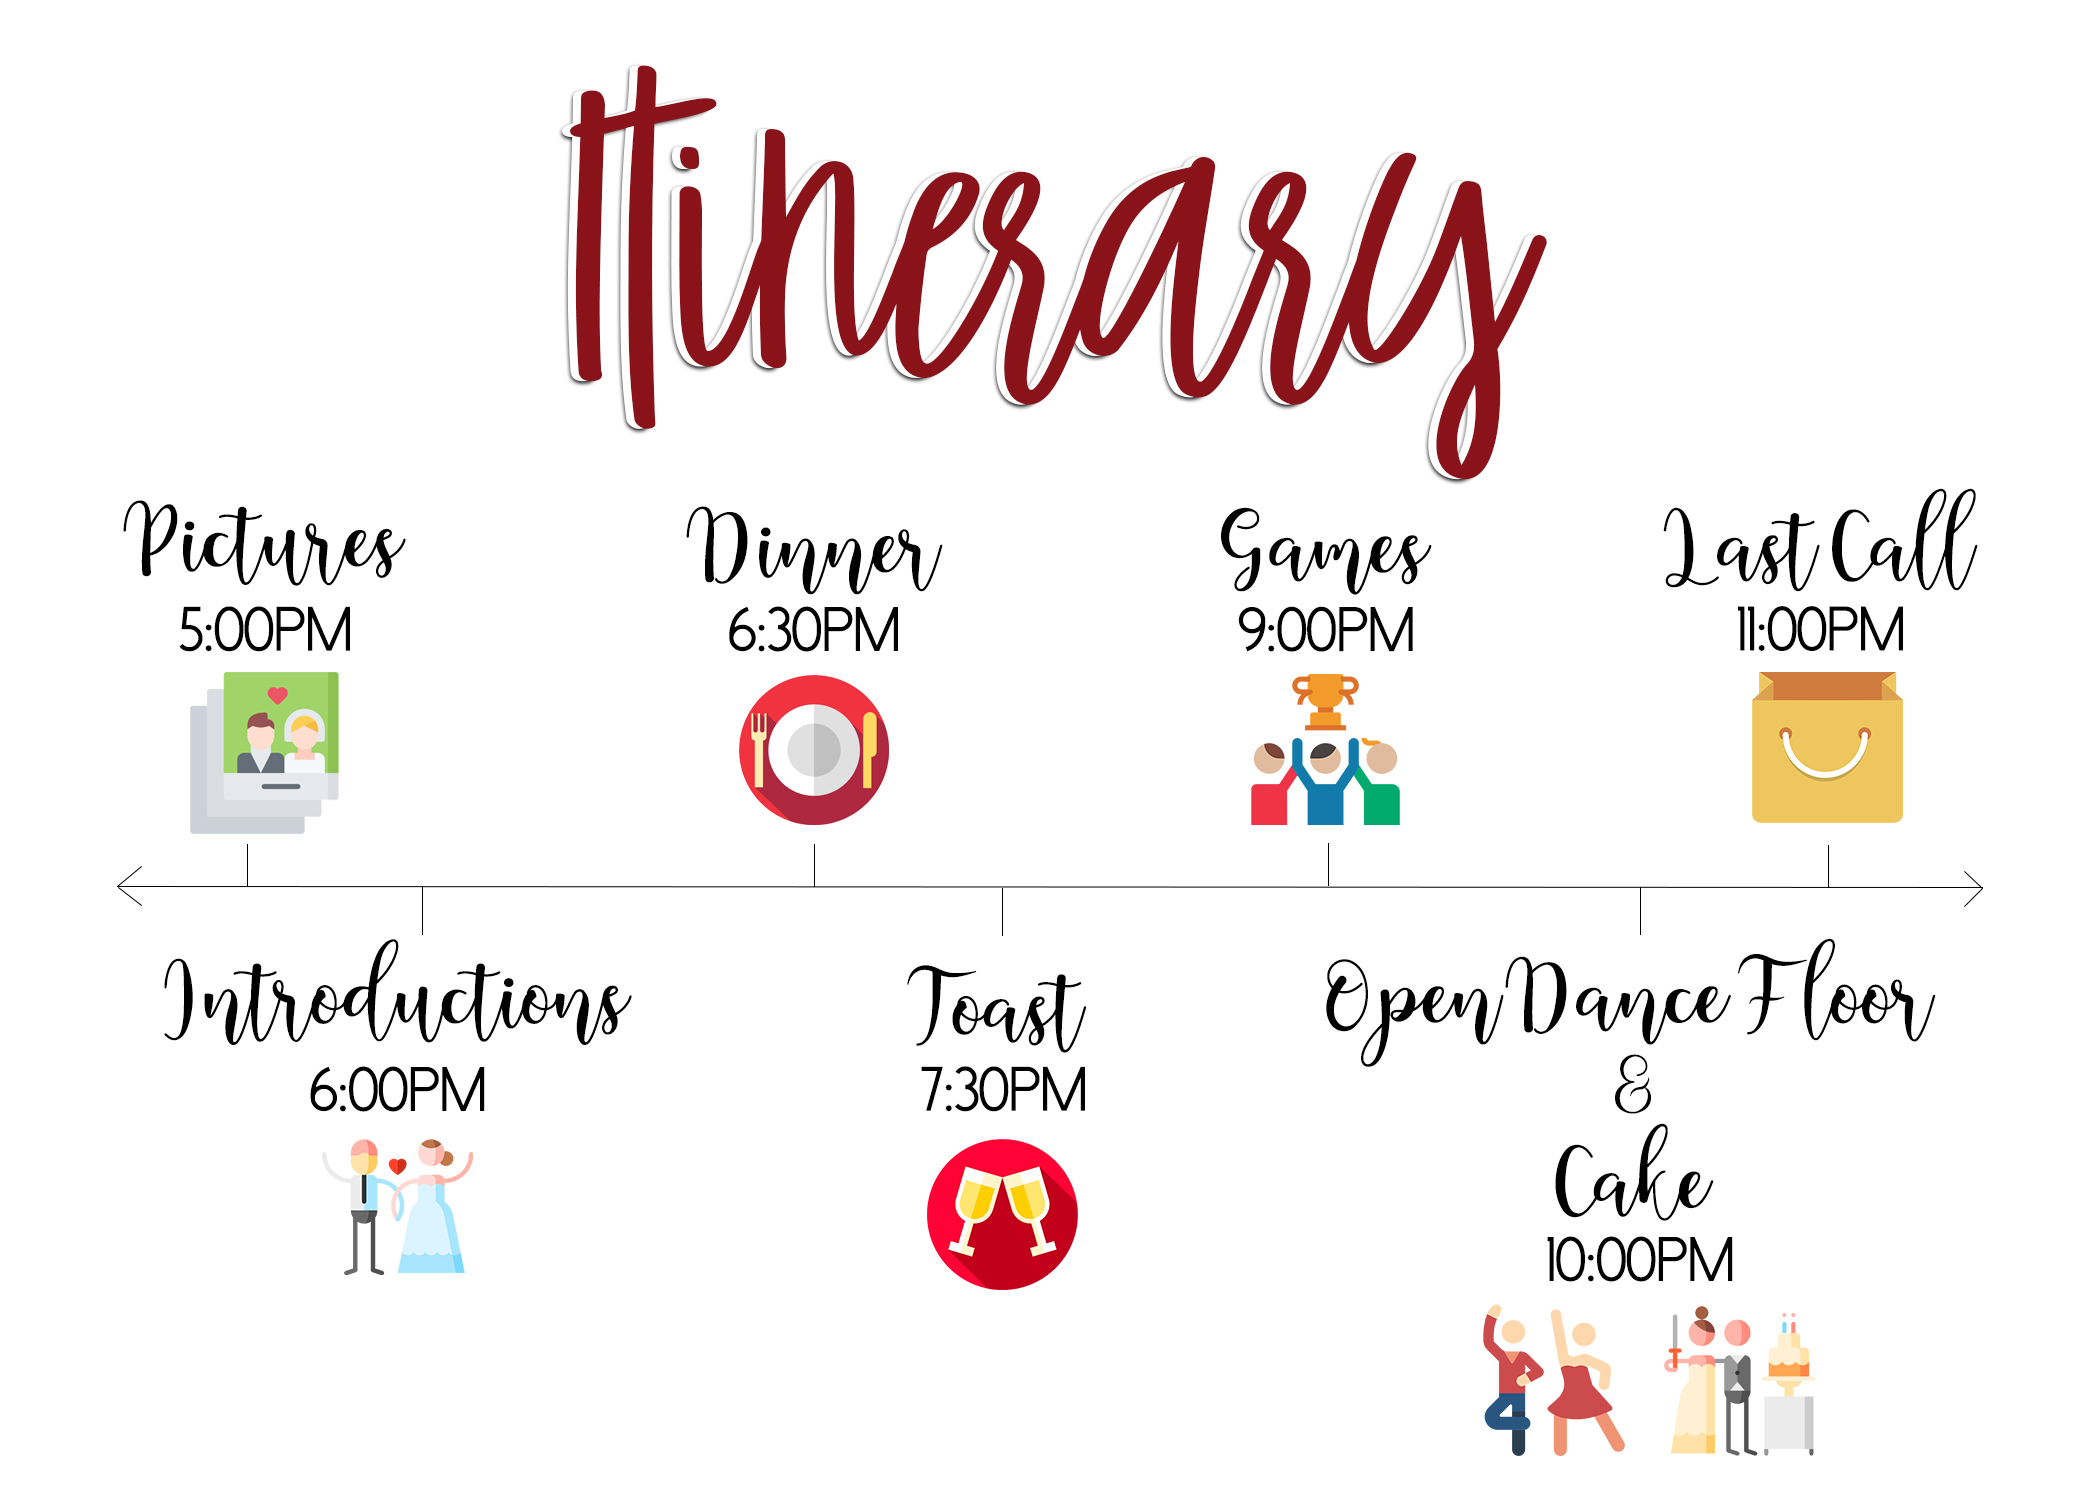 Itinerary
Pictures
5:00PM
Dinner
6:30PM
Games
9:00PM
Last Call
11:00PM
Introductions
6:00PM
Toast
7:30PM
Open Dance Floor
&
Cake
10:00PM